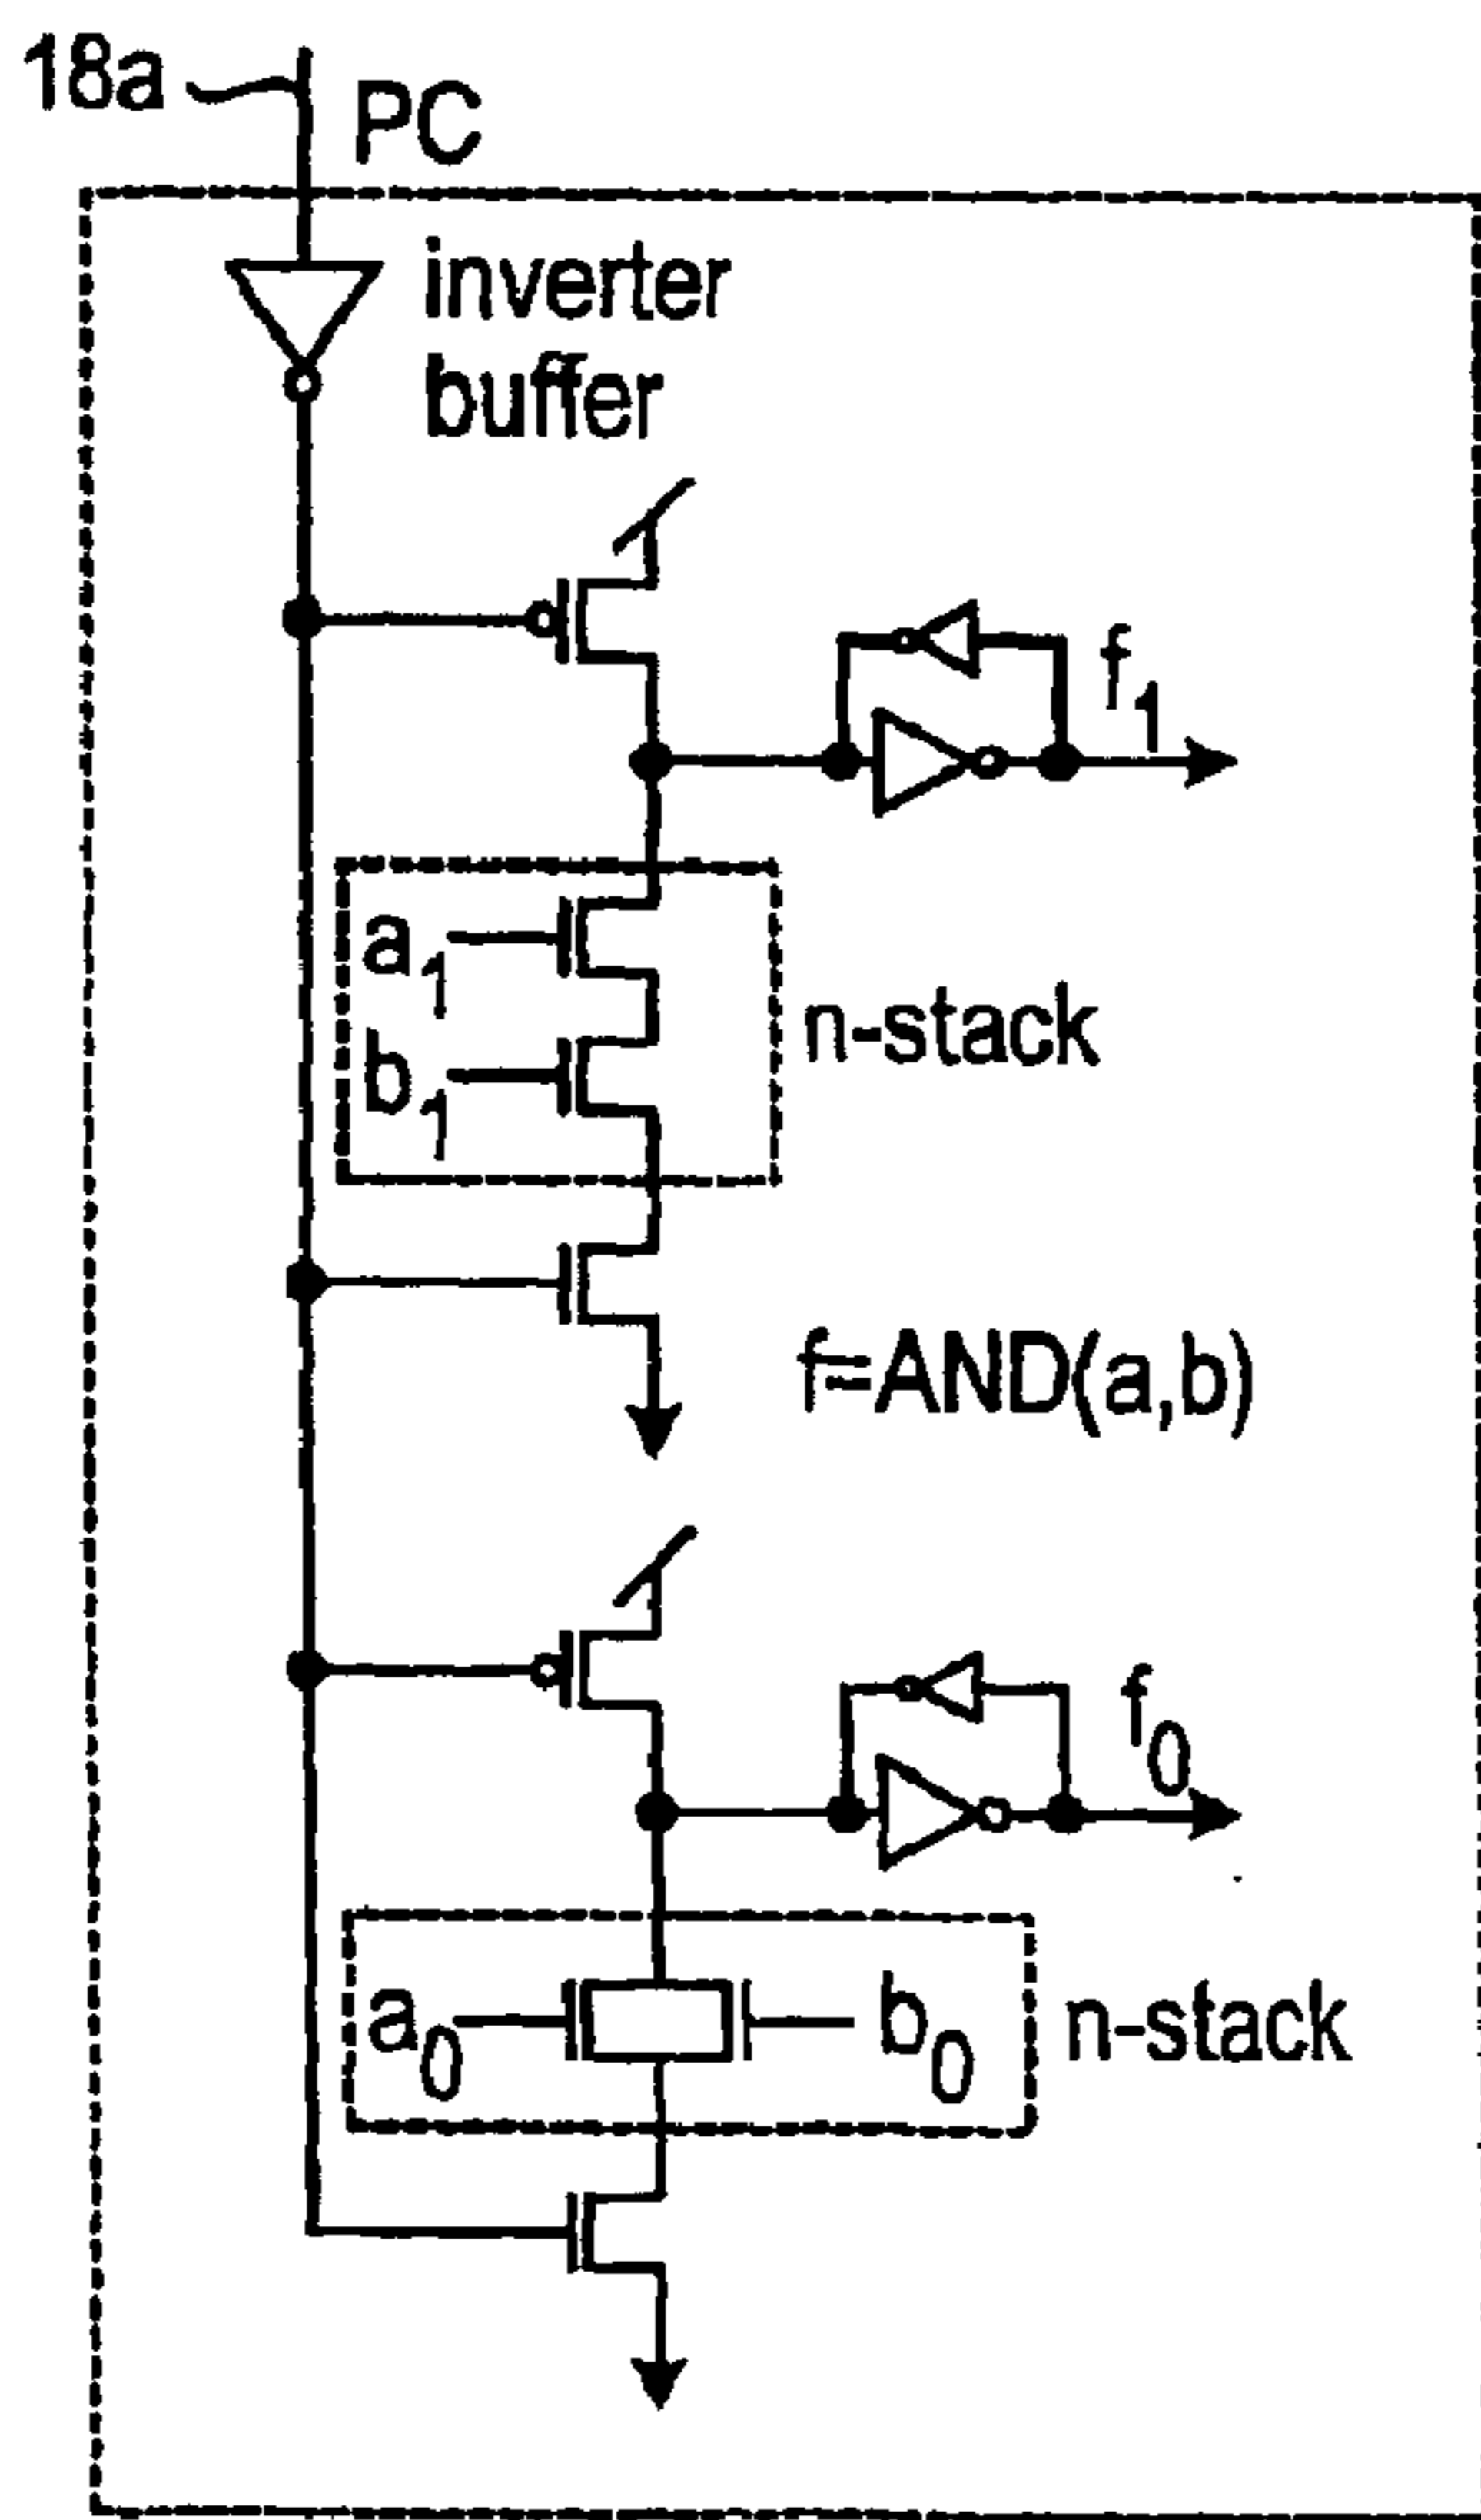 18a
PC
inverter
buffer
f1
a1
n-stack
b1
f=AND(a,b)
f0
a0
b0
n-stack